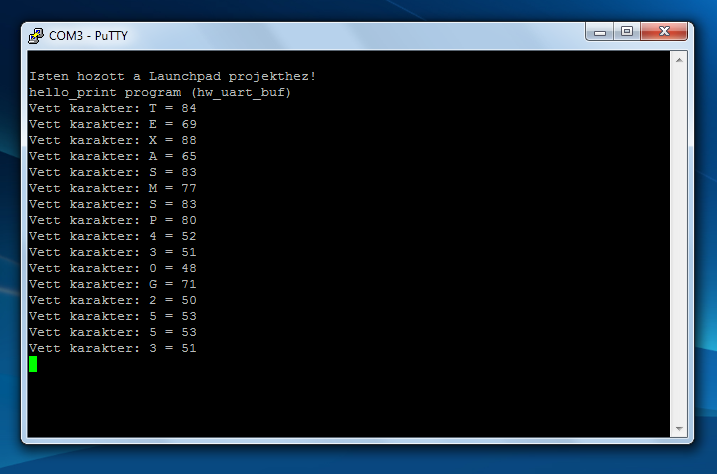 COM3 - PuTTY
Isten hozott a Launchpad projekthez!
hello_print program (hw_uart_buf)
Vett karakter: T = 84
Vett karakter: E = 69
Vett karakter: X = 88
Vett karakter: A = 65
Vett karakter: S = 83
Vett karakter: M = 77
Vett karakter: S = 83
Vett karakter: P = 80
Vett karakter: 4 = 52
Vett karakter: 3 = 51
Vett karakter: 0 = 48
Vett karakter: G = 71
Vett karakter: 2 = 50
Vett karakter: 5 = 53
Vett karakter: 5 = 53
Vett karakter: 3 = 51